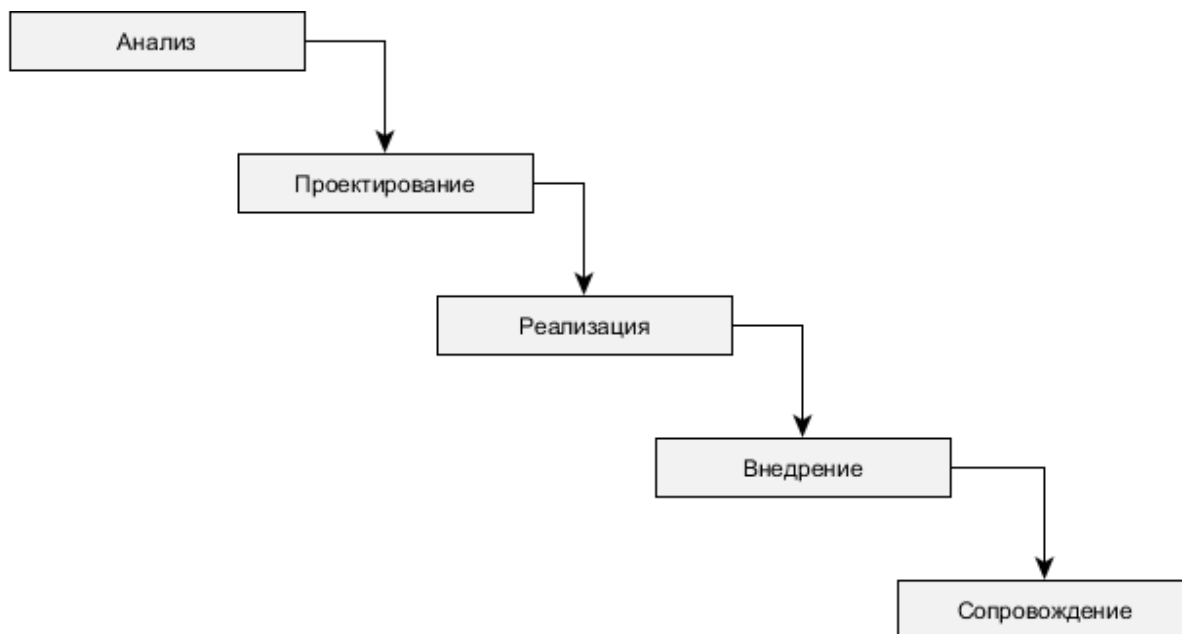 Анализ
Проектирование
Реализация
Внедрение
Сопровождение